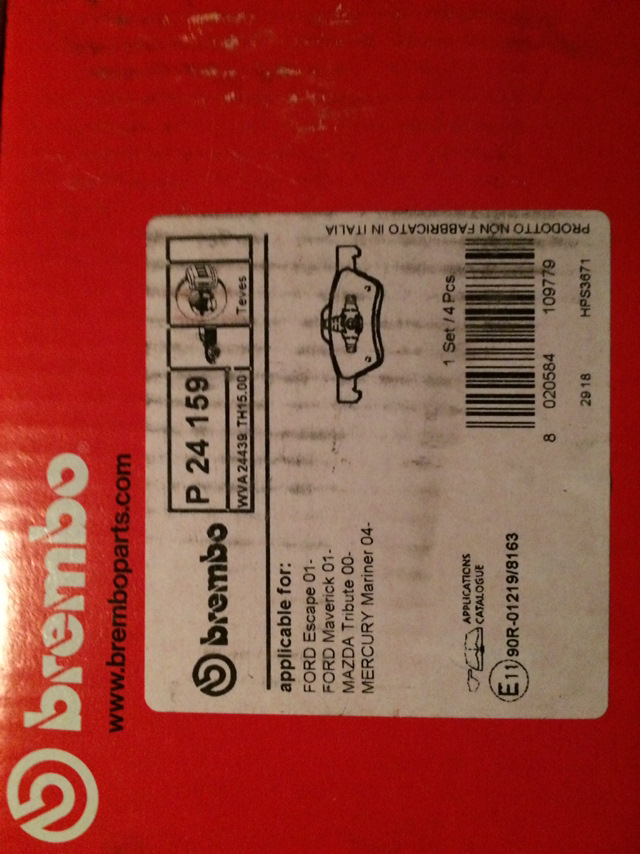 brembo
www.bremboparts.com
brembo
P 24 159
WVA 24439.TH15.00
Teves
applicable for:
FORD Escape 01-
FORD Maverick 01-
MAZDA Tribute 00-
MERCURY Mariner 04-
1 Set / 4 Pcs.
APPLICATIONS
CATALOGUE
E11 90R-01219/8163
8 020584 109779
2918 HPS3671
PRODOTTO NON FABBRICATO IN ITALIA